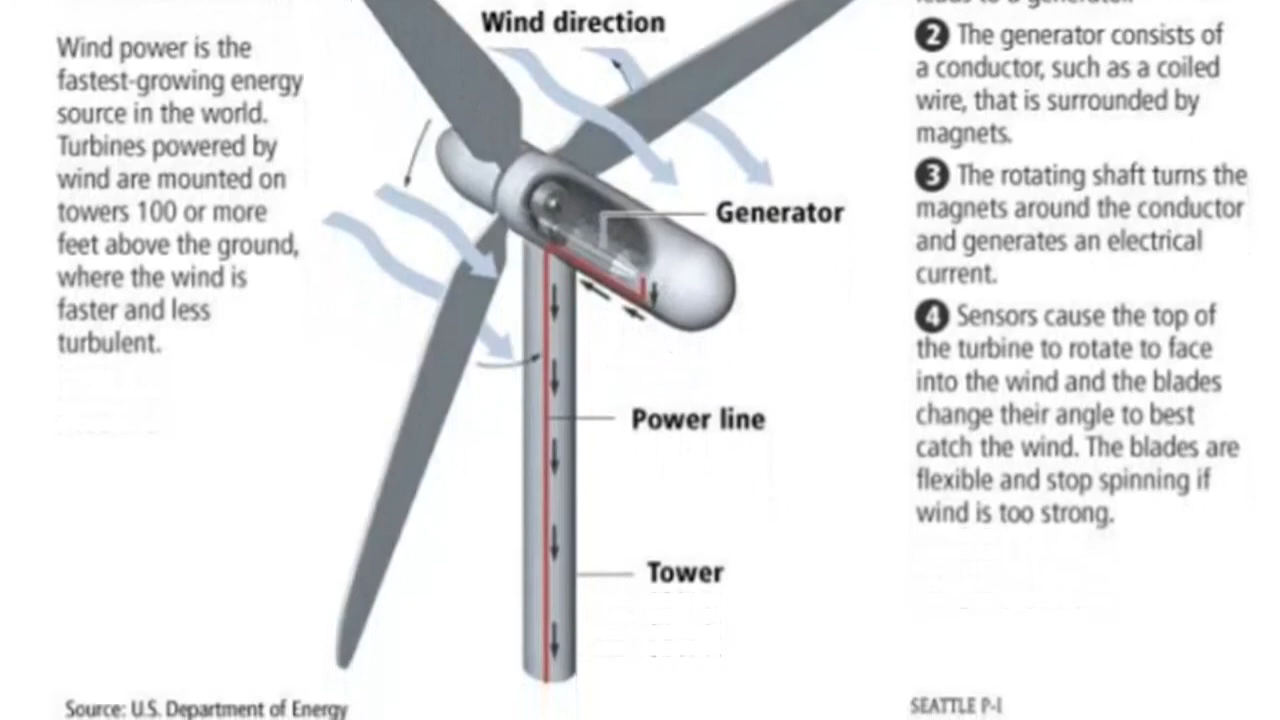 Wind direction
Wind power is the
fastest-growing energy
source in the world.
Turbines powered by
wind are mounted on
towers 100 or more
feet above the ground,
where the wind is
faster and less
turbulent.
Generator
Power line
Tower
leads to a generator.
2 The generator consists of
a conductor, such as a coiled
wire, that is surrounded by
magnets.
3 The rotating shaft turns the
magnets around the conductor
and generates an electrical
current.
4 Sensors cause the top of
the turbine to rotate to face
into the wind and the blades
change their angle to best
catch the wind. The blades are
flexible and stop spinning if
wind is too strong.
Source: U.S. Department of Energy
SEATTLE P-I